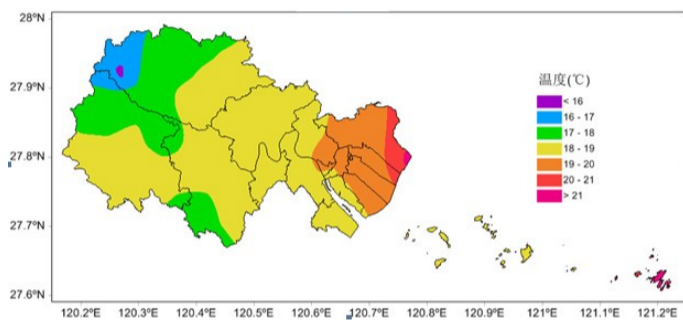 28°N
27.9°N
27.8°N
27.7°N
27.6°N
温度(℃)
< 16
16 - 17
17 - 18
18 - 19
19 - 20
20 - 21
> 21
120.2°E 120.3°E 120.4°E 120.5°E 120.6°E 120.7°E 120.8°E 120.9°E 121°E 121.1°E 121.2°E